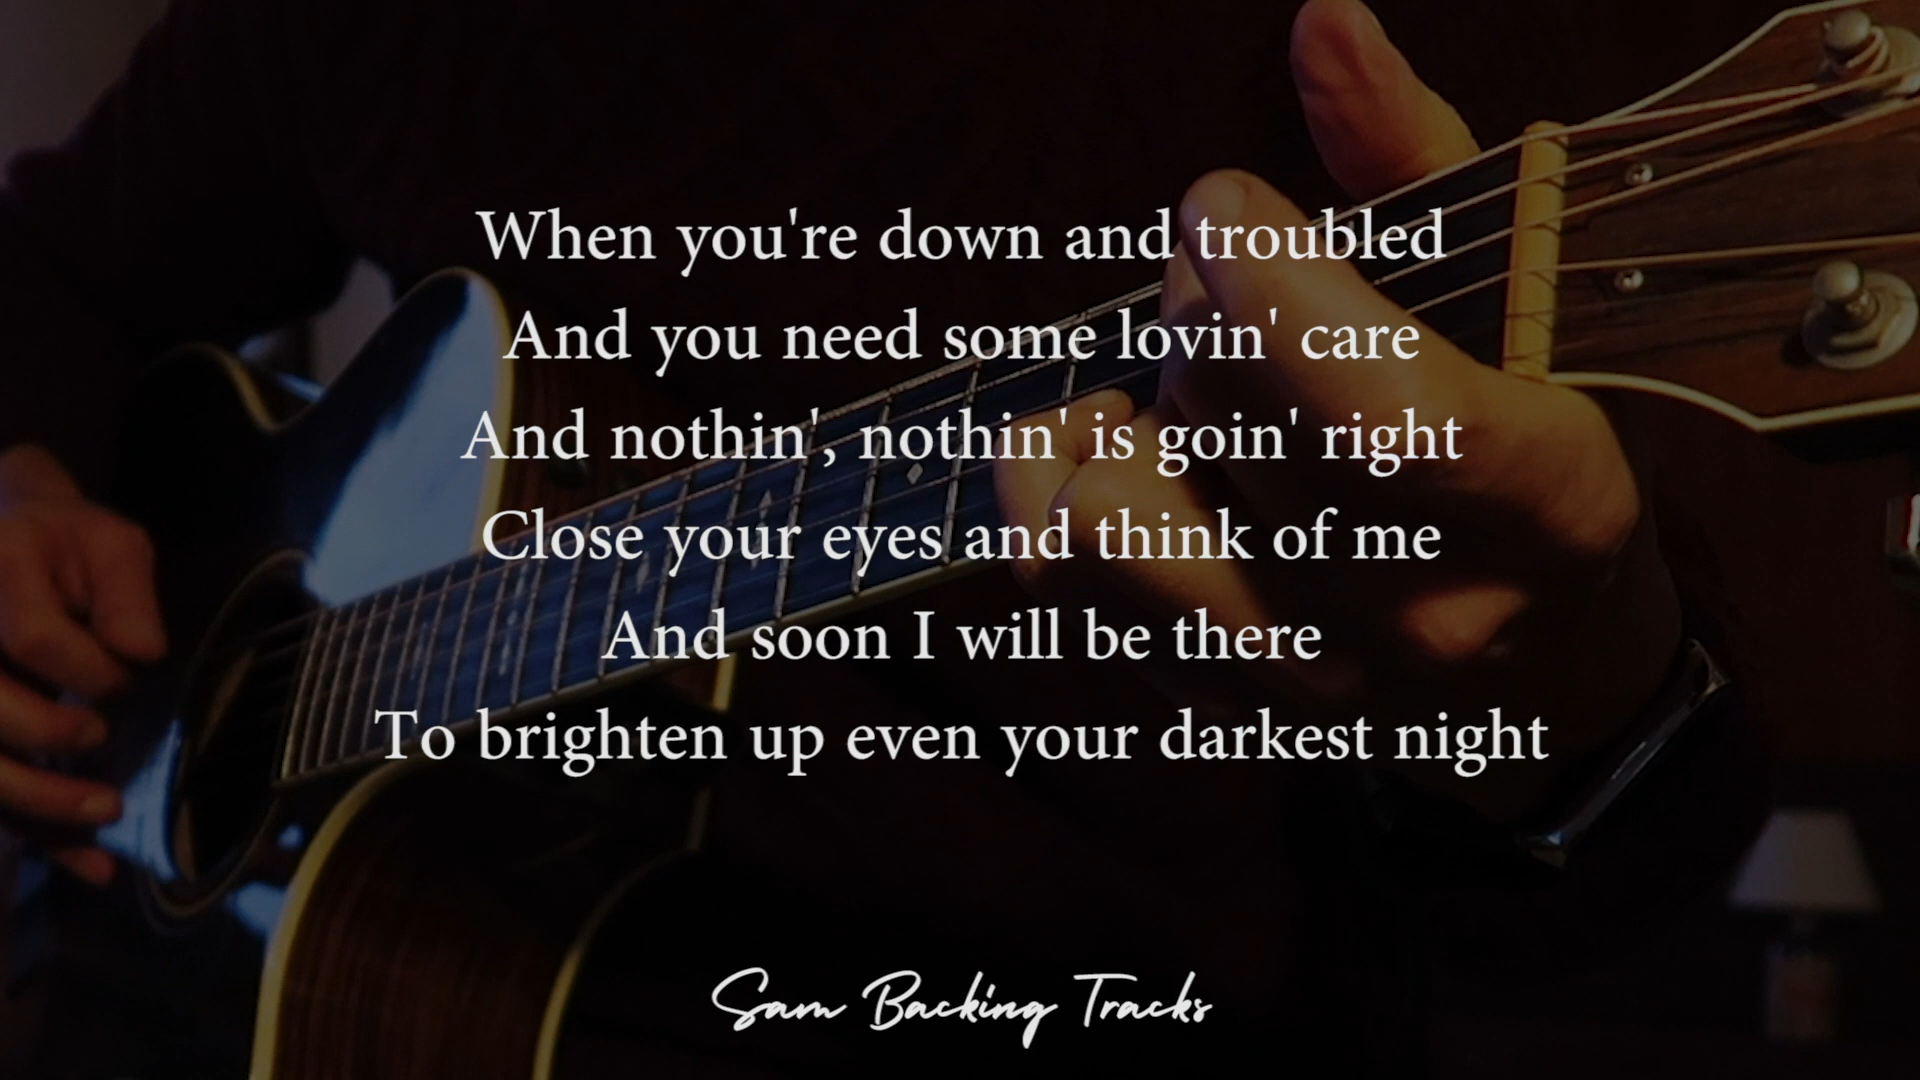 When you're down and troubled
And you need some lovin' care
And nothin', nothin' is goin' right
Close your eyes and think of me
And soon I will be there
To brighten up even your darkest night
Sam Backing Tracks